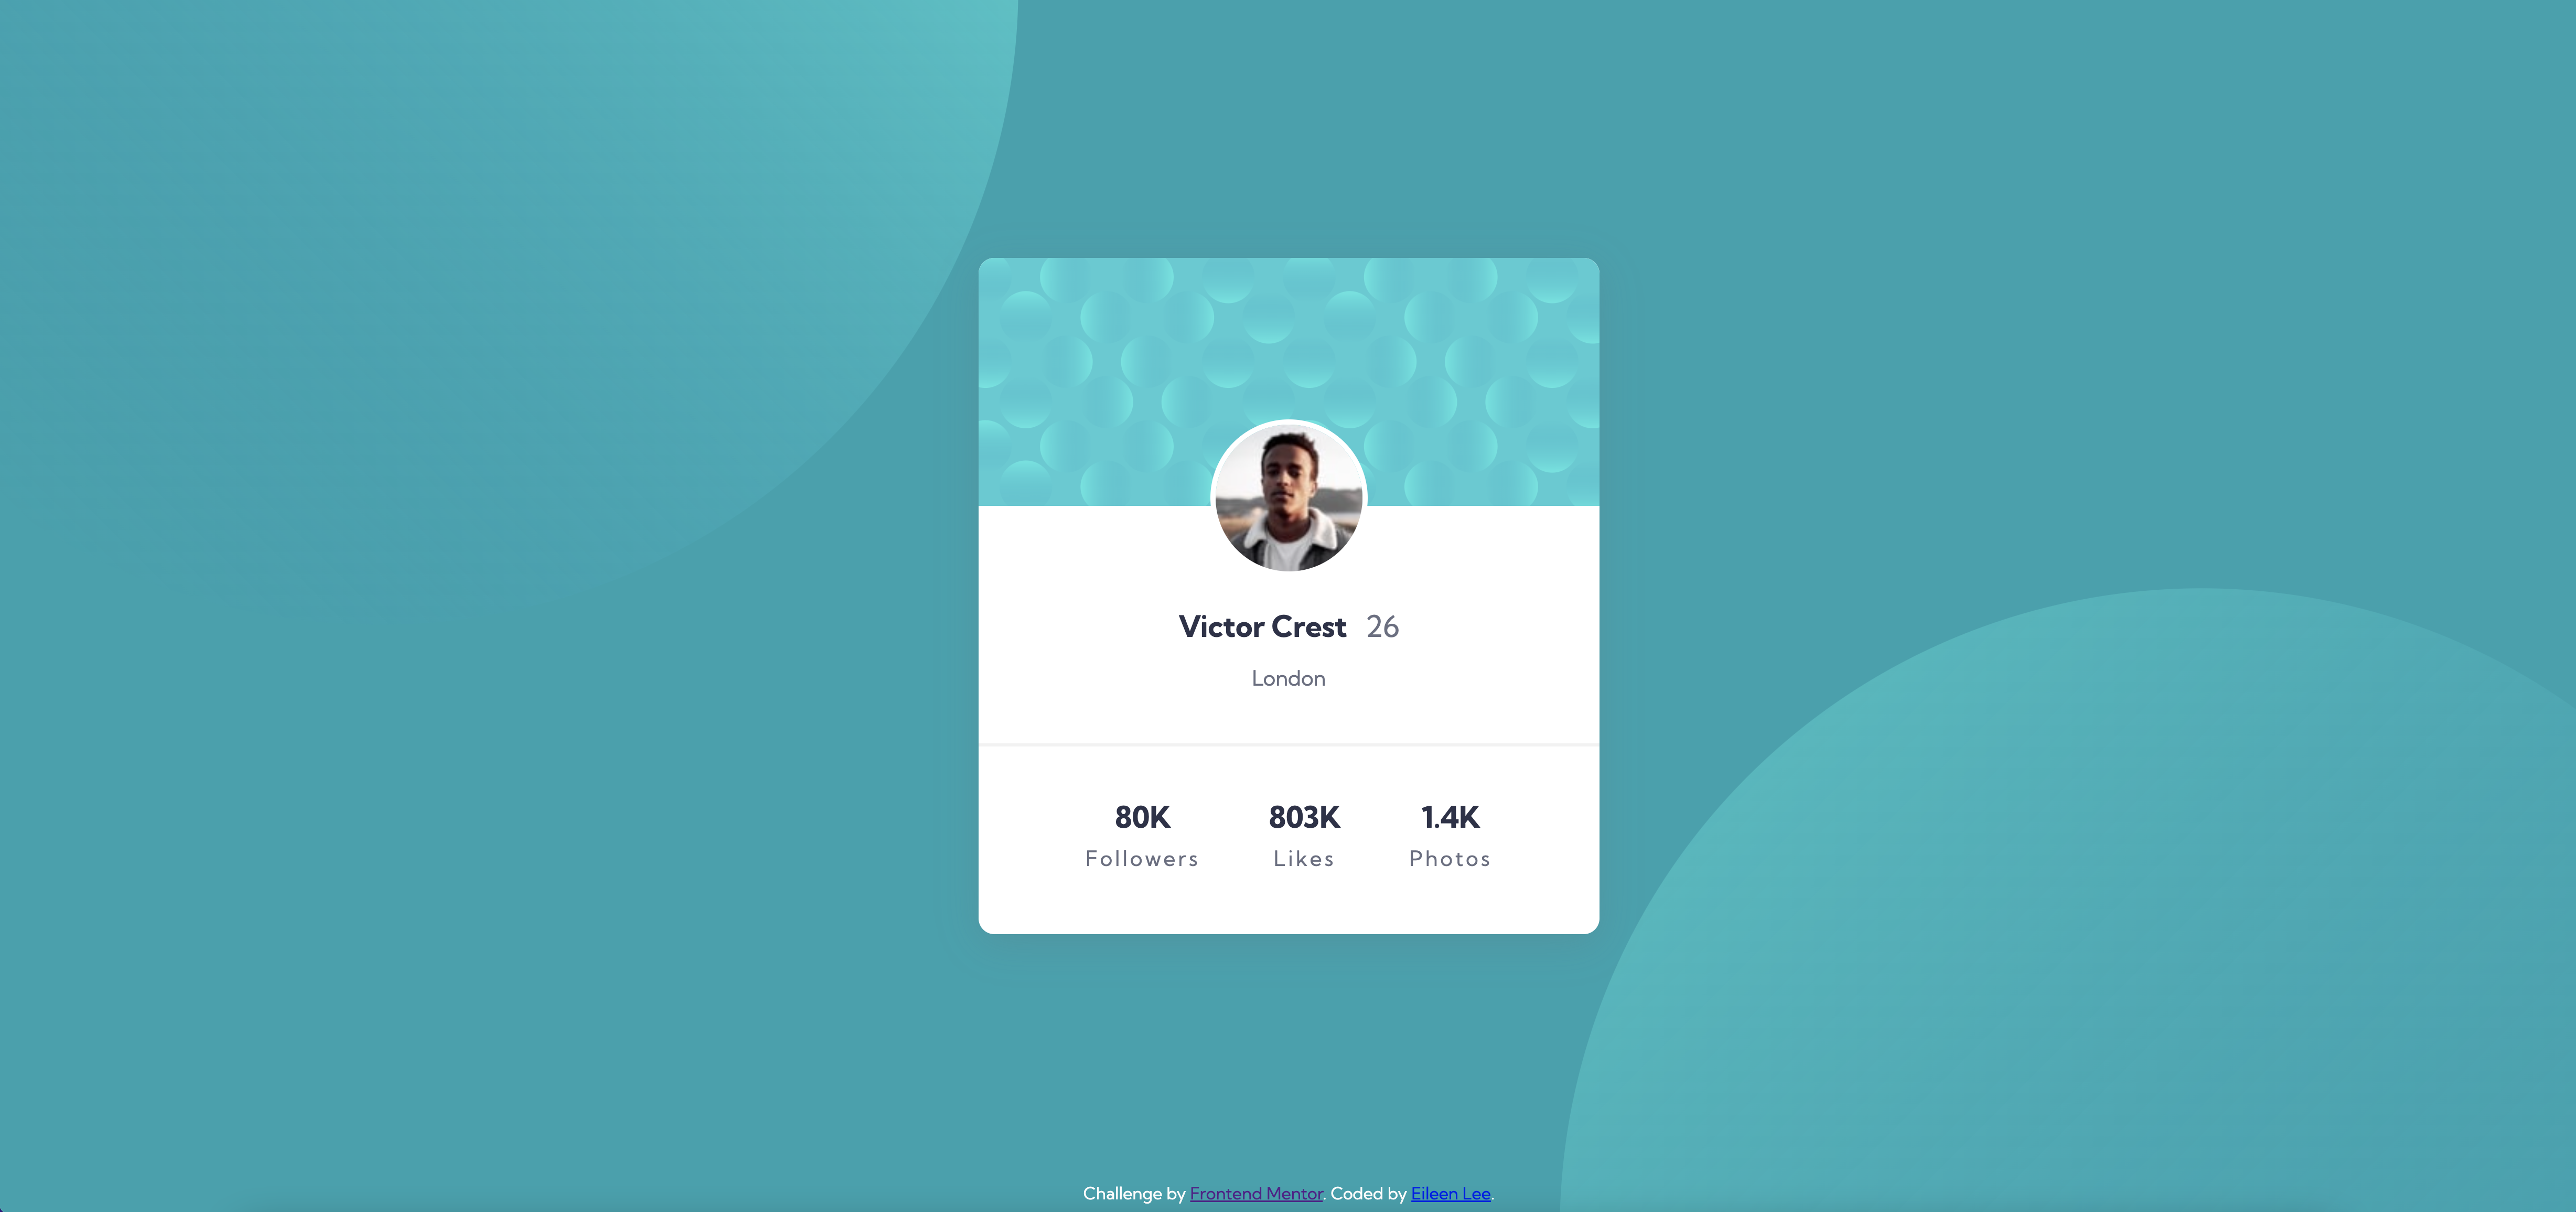 Victor Crest 26
London
80K 803K 1.4K
Followers Likes Photos
Challenge by Frontend Mentor. Coded by Eileen Lee.